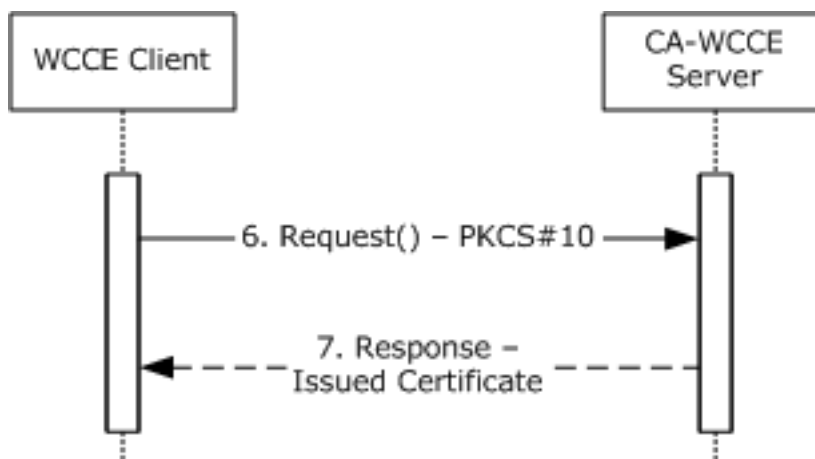 WCCE Client
CA-WCCE
Server
6. Request() – PKCS#10
7. Response –
Issued Certificate